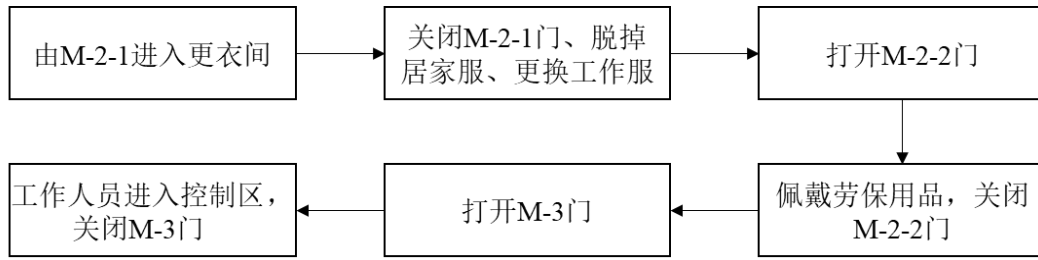 由M-2-1进入更衣间
关闭M-2-1门、脱掉
居家服、更换工作服
打开M-2-2门
佩戴劳保用品，关闭
M-2-2门
打开M-3门
工作人员进入控制区，
关闭M-3门